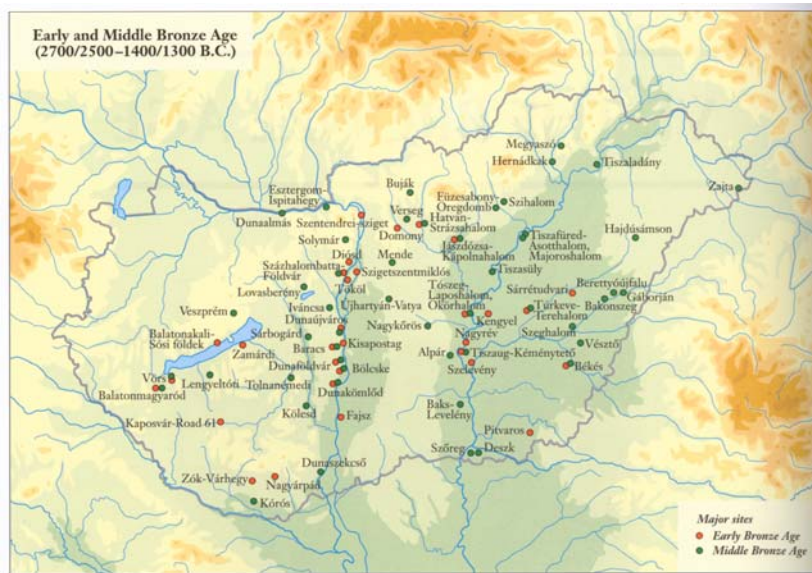 Early and Middle Bronze Age
(2700/2500–1400/1300 B.C.)
Megyaszó
Hernádkak
Tiszaladány
Zajta
Buják
Esztergom-
Ispitahegy
Füzesabony-
Öregdomb
Szihalom
Verseg
Hatvan-
Strázsahalom
Dunaalmás
Szentendrei-sziget
Domony
Hajdúsámson
Solymár
Jászdózsa-
Kápolnahalom
Tiszafüred-
Ásotthalom,
Majoroshalom
Diósd
Mende
Százhalombatta-
Földvár
Szigetszentmiklós
Tiszasüly
Tököl
Lovasberény
Tószeg-
Laposhalom,
Ökörhalom
Sárrétudvari
Berettyóújfalu
Gáborján
Bakonszeg
Újhartyán-Vatya
Iváncsa
Veszprém
Dunaújváros
Kengyel
Túrkeve-
Terehalom
Nagykőrös
Szeghalom
Balatonakali-
Sósi földek
Sárbogárd
Nagyrév
Zamárdi
Baracs
Kisapostag
Alpár
Tiszaug-Kéménytető
Vésztő
Dunaföldvár
Bölcske
Szelevény
Békés
Vörs
Lengyeltóti
Tolnanémedi
Balatonmagyaród
Dunakömlőd
Kölesd
Fajsz
Baks-
Levelény
Kaposvár-Road 61
Pitvaros
Szőreg
Deszk
Dunaszekcső
Zók-Várhegy
Nagyárpád
Kórós
Major sites
Early Bronze Age
Middle Bronze Age